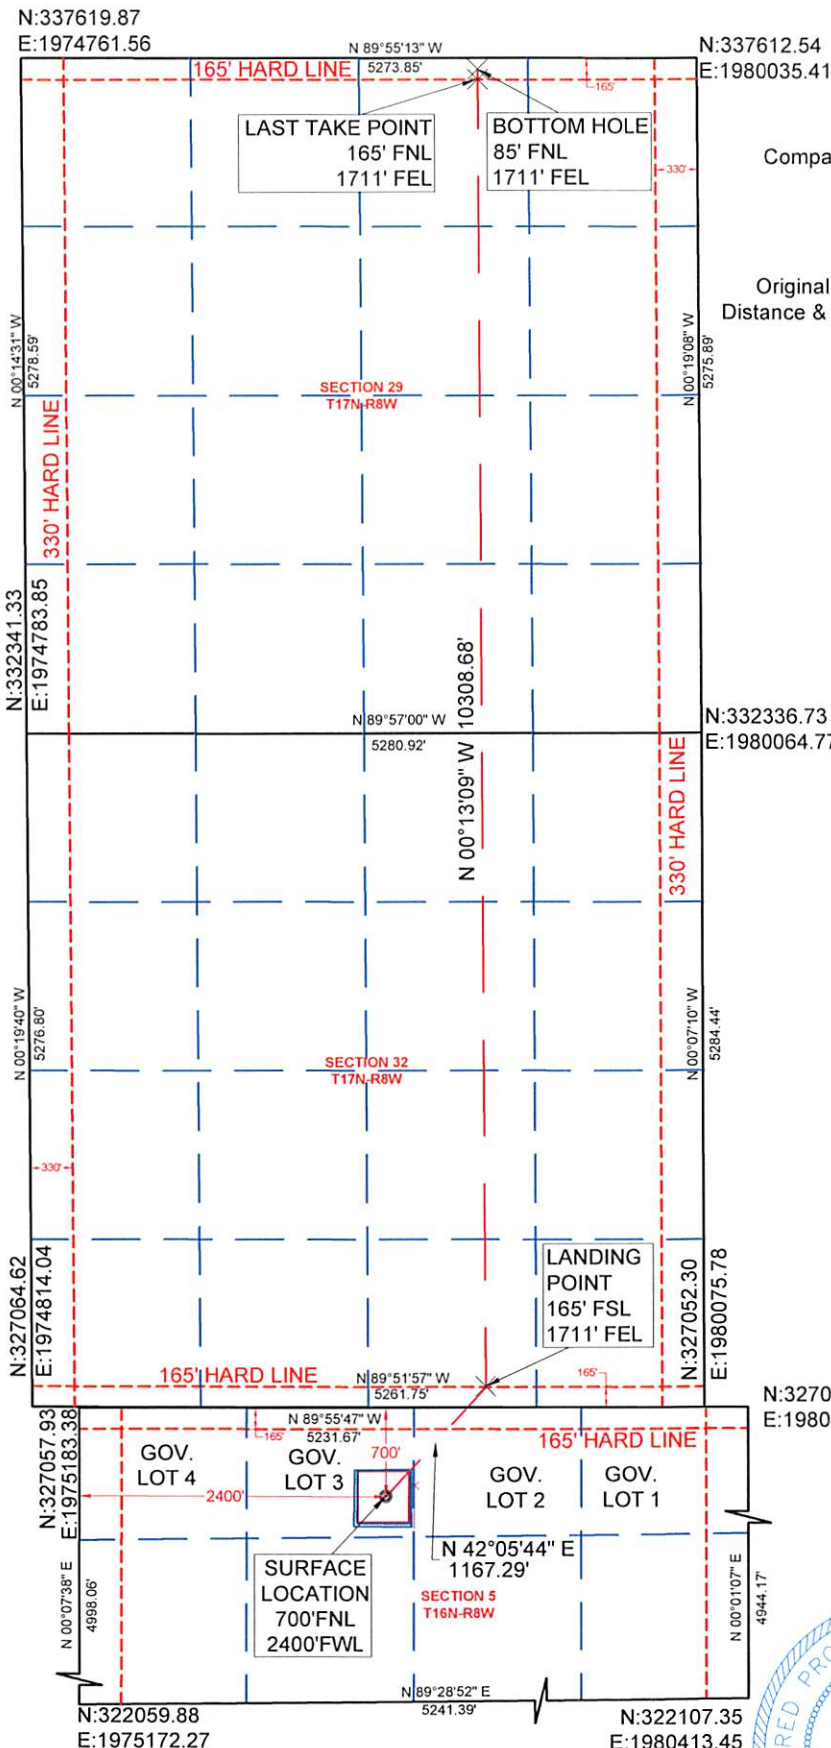 N:337619.87
E:1974761.56
N 89°55'13" W
5273.85'
N:337612.54
E:1980035.41
165' HARD LINE
165'
LAST TAKE POINT
165' FNL
1711' FEL
BOTTOM HOLE
85' FNL
1711' FEL
330'
Compa
Original
Distance &
N 00°14'31" W
5278.59'
N 00°19'08" W
5275.89'
SECTION 29
T17N-R8W
330' HARD LINE
N:332341.33
E:1974783.85
N 89°57'00" W
5280.92'
N 00°13'09" W 10308.68'
N:332336.73
E:1980064.77
330' HARD LINE
N 00°19'40" W
5276.80'
N 00°07'10" W
5284.44'
SECTION 32
T17N-R8W
330'
N:327064.62
E:1974814.04
LANDING
POINT
165' FSL
1711' FEL
N:327052.30
E:1980075.78
165' HARD LINE
N 89°51'57" W
5261.75'
165'
N:3270
E:1980
N:327057.93
E:1975183.38
N 89°55'47" W
5231.67'
165'
700'
165' HARD LINE
GOV.
LOT 4
GOV.
LOT 3
GOV.
LOT 2
GOV.
LOT 1
2400'
N 42°05'44" E
1167.29'
SURFACE
LOCATION
700'FNL
2400'FWL
SECTION 5
T16N-R8W
N 00°07'38" E
4998.06'
N 00°01'07" E
4944.17'
N 89°28'52" E
5241.39'
N:322059.88
E:1975172.27
N:322107.35
E:1980413.45
RED PRO